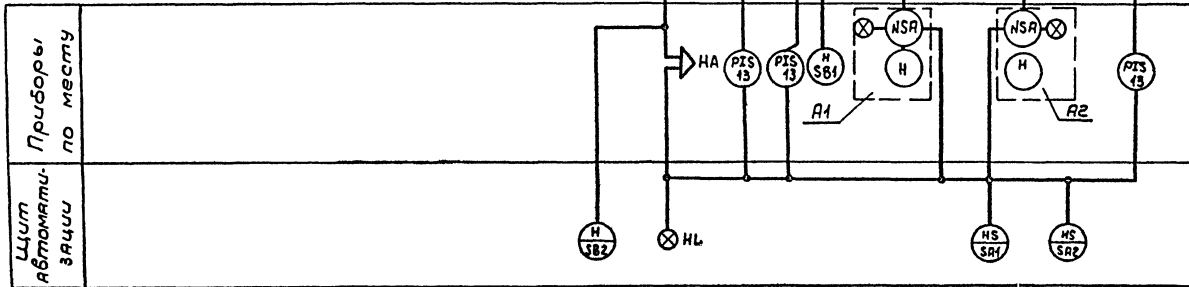 Приборы
по месту
НА
PIS
13
PIS
13
H
SB1
NSA
H
A1
NSA
H
A2
PIS
13
Щит
автомати-
зации
H
SB2
HL
HS
SA1
HS
SA2